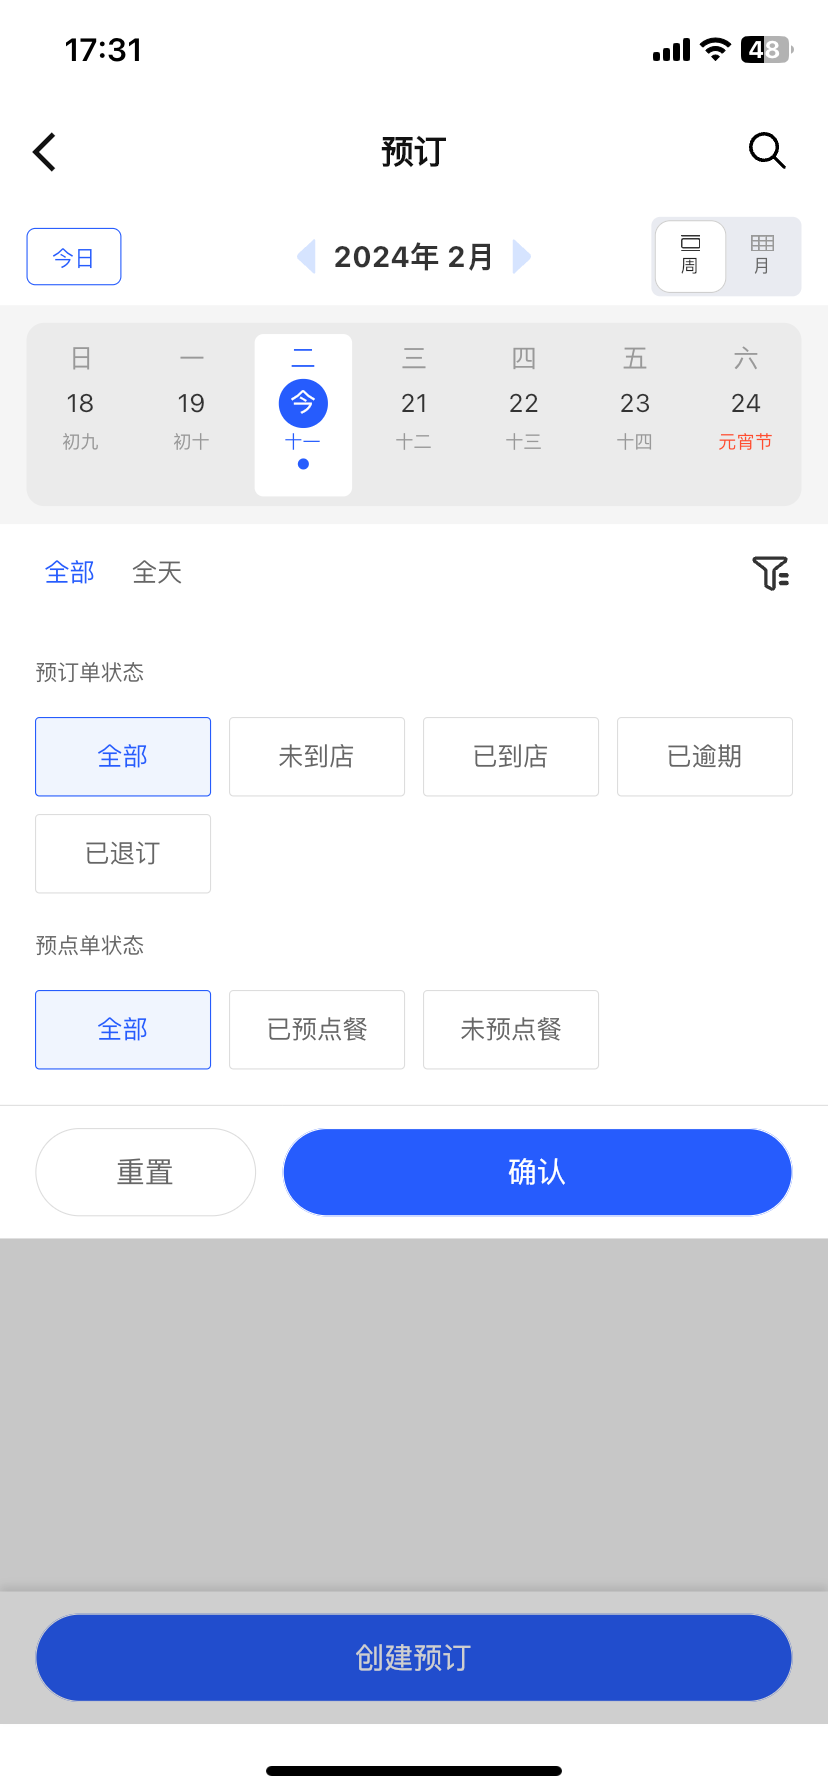 17:31
48
预订
今日
2024年 2月
周
月
日 一 二 三 四 五 六
18 19 今 21 22 23 24
初九 初十 十一 十二 十三 十四 元宵节
全部 全天
预订单状态
全部 未到店 已到店 已逾期
已退订
预点单状态
全部 已预点餐 未预点餐
重置 确认
创建预订